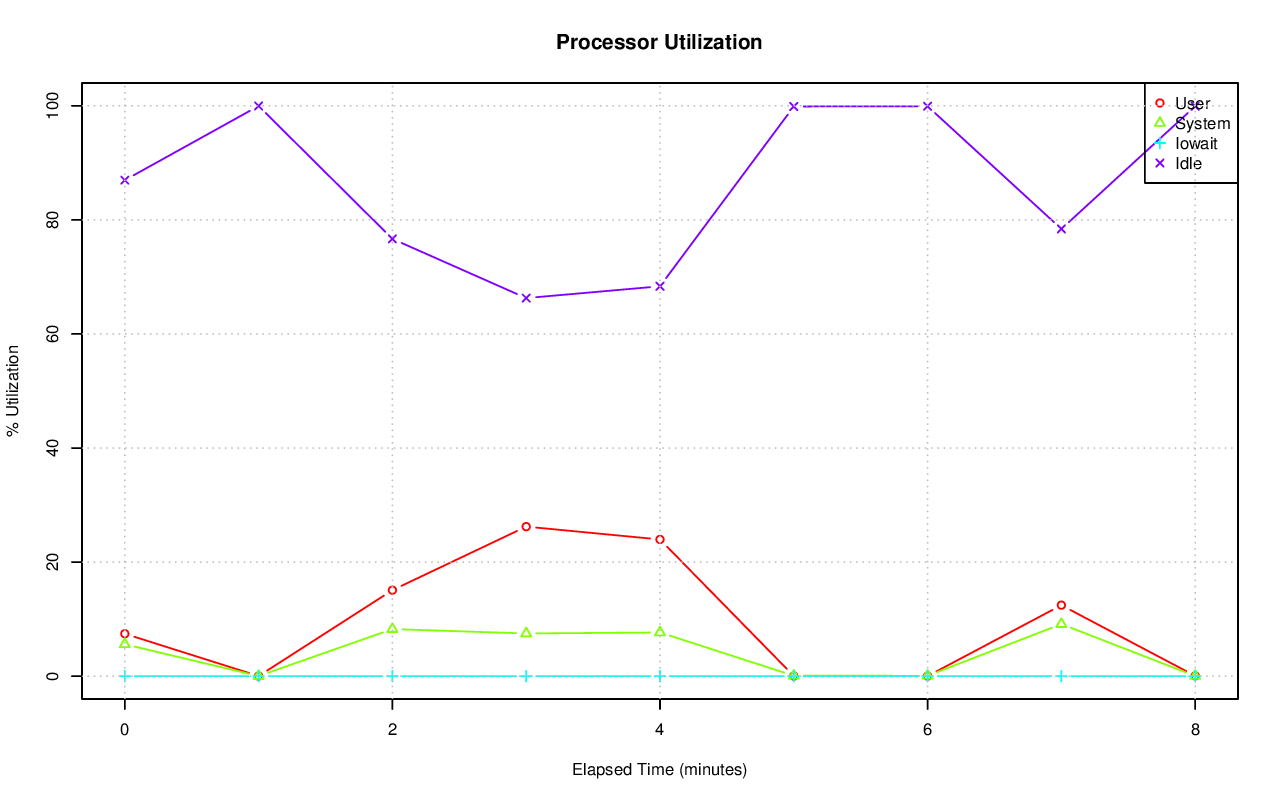 Processor Utilization
% Utilization
100
80
60
40
20
0
User
System
Iowait
Idle
0 2 4 6 8
Elapsed Time (minutes)